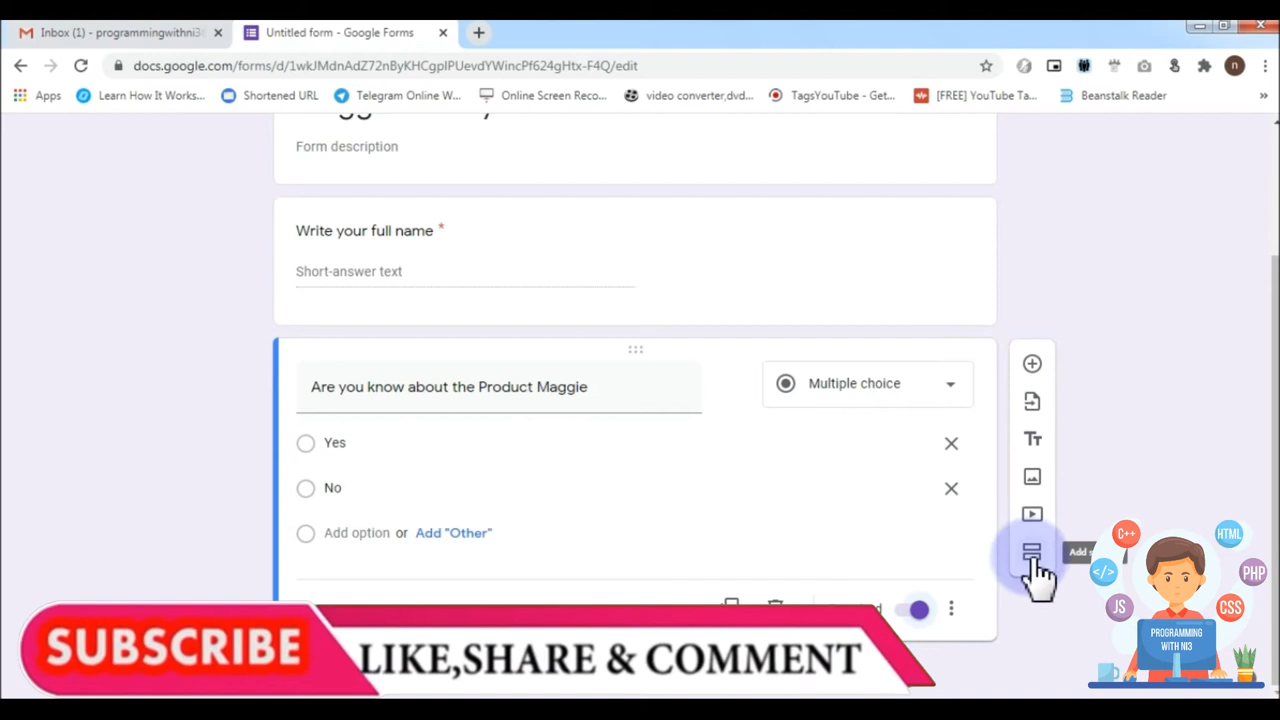 Inbox (1) - programmingwithni3
Untitled form - Google Forms
docs.google.com/forms/d/1wkJMdnAdZ72nByKHCgpIPUevdYWincPf624gHtx-F4Q/edit
n
Apps
Learn How It Works...
Shortened URL
Telegram Online W...
Online Screen Reco...
video converter,dvd...
TagsYouTube - Get...
[FREE] YouTube Ta...
Beanstalk Reader
»
Form description
Write your full name *
Short-answer text
Are you know about the Product Maggie
Multiple choice
Yes
No
Add option or Add "Other"
Tt
Add
SUBSCRIBE
LIKE,SHARE & COMMENT
C++
HTML
</>
PHP
JS
CSS
PROGRAMMING
WITH NI3